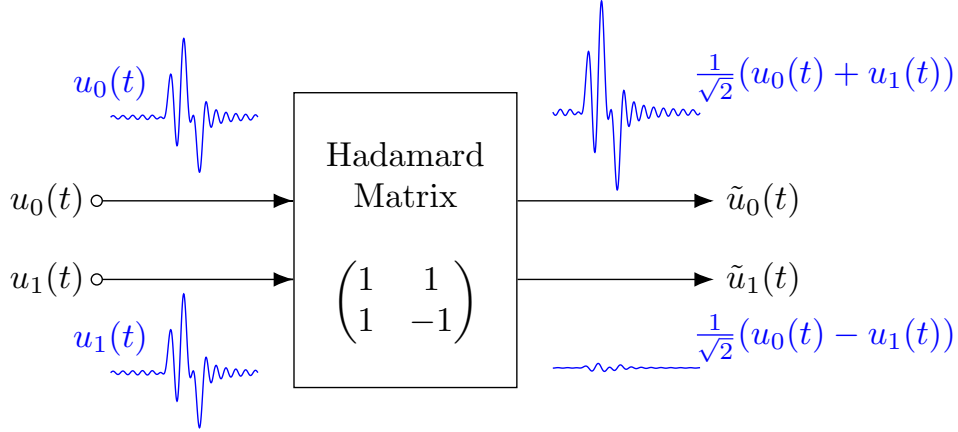 u₀(t)
1/√2(u₀(t) + u₁(t))
Hadamard
Matrix
u₀(t)
ũ₀(t)
u₁(t)
ũ₁(t)
(1 1
1 −1)
u₁(t)
1/√2(u₀(t) − u₁(t))